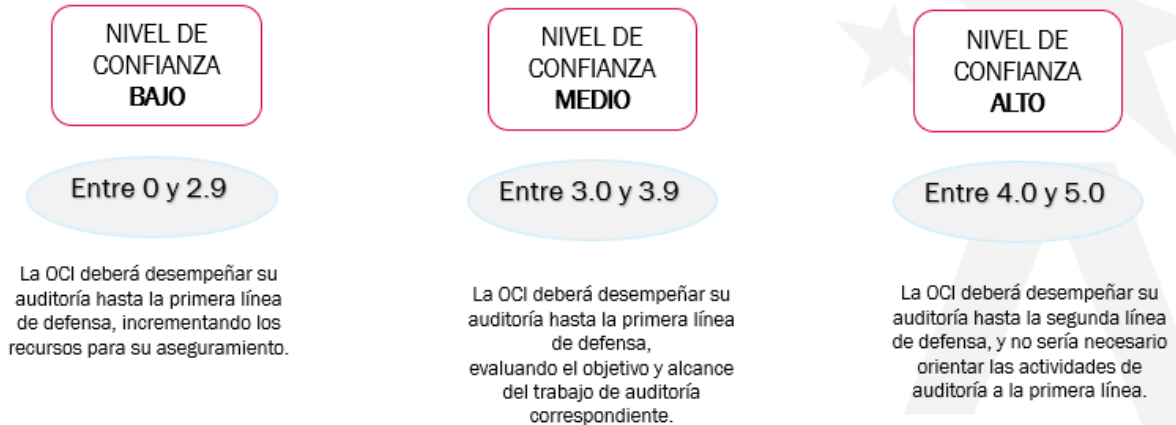 NIVEL DE
CONFIANZA
BAJO
Entre 0 y 2.9
La OCI deberá desempeñar su
auditoría hasta la primera línea
de defensa, incrementando los
recursos para su aseguramiento.
NIVEL DE
CONFIANZA
MEDIO
Entre 3.0 y 3.9
La OCI deberá desempeñar su
auditoría hasta la primera línea
de defensa,
evaluando el objetivo y alcance
del trabajo de auditoría
correspondiente.
NIVEL DE
CONFIANZA
ALTO
Entre 4.0 y 5.0
La OCI deberá desempeñar su
auditoría hasta la segunda línea
de defensa, y no sería necesario
orientar las actividades de
auditoría a la primera línea.